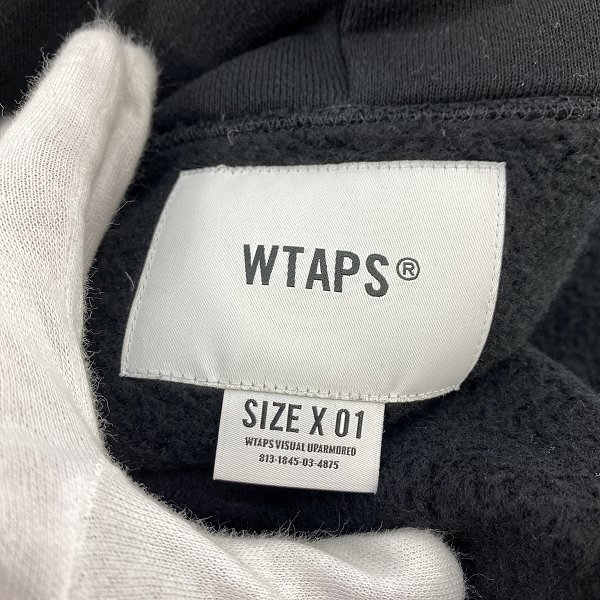 WTAPS®
SIZE X 01
WTAPS VISUAL UPARMORED
813-1845-03-4875